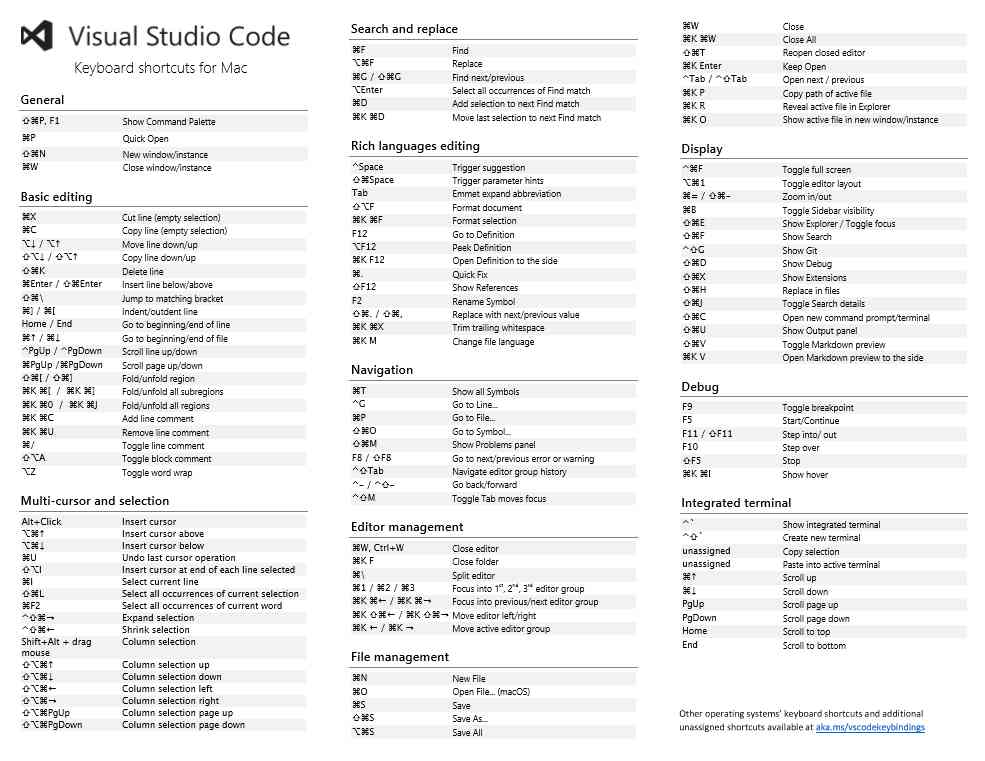 Visual Studio Code
Keyboard shortcuts for Mac
General
⇧⌘P, F1 Show Command Palette
⌘P Quick Open
⇧⌘N New window/instance
⌘W Close window/instance
Basic editing
⌘X Cut line (empty selection)
⌘C Copy line (empty selection)
⌥↓ / ⌥↑ Move line down/up
⇧⌥↓ / ⇧⌥↑ Copy line down/up
⇧⌘K Delete line
⌘Enter / ⇧⌘Enter Insert line below/above
⇧⌘\ Jump to matching bracket
⌘] / ⌘[ Indent/outdent line
Home / End Go to beginning/end of line
⌘↑ / ⌘↓ Go to beginning/end of file
⌃PgUp / ⌃PgDown Scroll line up/down
⌘PgUp /⌘PgDown Scroll page up/down
⇧⌘[ / ⇧⌘] Fold/unfold region
⌘K ⌘[ / ⌘K ⌘] Fold/unfold all subregions
⌘K ⌘0 / ⌘K ⌘J Fold/unfold all regions
⌘K ⌘C Add line comment
⌘K ⌘U Remove line comment
⌘/ Toggle line comment
⇧⌥A Toggle block comment
⌥Z Toggle word wrap
Multi-cursor and selection
Alt+Click Insert cursor
⌥⌘↑ Insert cursor above
⌥⌘↓ Insert cursor below
⌘U Undo last cursor operation
⇧⌥I Insert cursor at end of each line selected
⌘I Select current line
⇧⌘L Select all occurrences of current selection
⌘F2 Select all occurrences of current word
⌃⇧⌘→ Expand selection
⌃⇧⌘← Shrink selection
Shift+Alt + drag Column selection
mouse
⇧⌥⌘↑ Column selection up
⇧⌥⌘↓ Column selection down
⇧⌥⌘← Column selection left
⇧⌥⌘→ Column selection right
⇧⌥⌘PgUp Column selection page up
⇧⌥⌘PgDown Column selection page down
Search and replace
⌘F Find
⌥⌘F Replace
⌘G / ⇧⌘G Find next/previous
⌥Enter Select all occurrences of Find match
⌘D Add selection to next Find match
⌘K ⌘D Move last selection to next Find match
Rich languages editing
⌃Space Trigger suggestion
⇧⌘Space Trigger parameter hints
Tab Emmet expand abbreviation
⇧⌥F Format document
⌘K ⌘F Format selection
F12 Go to Definition
⌥F12 Peek Definition
⌘K F12 Open Definition to the side
⌘. Quick Fix
⇧F12 Show References
F2 Rename Symbol
⇧⌘. / ⇧⌘, Replace with next/previous value
⌘K ⌘X Trim trailing whitespace
⌘K M Change file language
Navigation
⌘T Show all Symbols
⌃G Go to Line...
⌘P Go to File...
⇧⌘O Go to Symbol...
⇧⌘M Show Problems panel
F8 / ⇧F8 Go to next/previous error or warning
⌃⇧Tab Navigate editor group history
⌃- / ⌃⇧- Go back/forward
⌃⇧M Toggle Tab moves focus
Editor management
⌘W, Ctrl+W Close editor
⌘K F Close folder
⌘\ Split editor
⌘1 / ⌘2 / ⌘3 Focus into 1st, 2nd, 3rd editor group
⌘K ⌘← / ⌘K ⌘→ Focus into previous/next editor group
⌘K ⇧⌘← / ⌘K ⇧⌘→ Move editor left/right
⌘K ← / ⌘K → Move active editor group
File management
⌘N New File
⌘O Open File... (macOS)
⌘S Save
⇧⌘S Save As...
⌥⌘S Save All
⌘W Close
⌘K ⌘W Close All
⇧⌘T Reopen closed editor
⌘K Enter Keep Open
⌃Tab / ⌃⇧Tab Open next / previous
⌘K P Copy path of active file
⌘K R Reveal active file in Explorer
⌘K O Show active file in new window/instance
Display
⌃⌘F Toggle full screen
⌥⌘1 Toggle editor layout
⌘= / ⇧⌘- Zoom in/out
⌘B Toggle Sidebar visibility
⇧⌘E Show Explorer / Toggle focus
⇧⌘F Show Search
⌃⇧G Show Git
⇧⌘D Show Debug
⇧⌘X Show Extensions
⇧⌘H Replace in files
⇧⌘J Toggle Search details
⇧⌘C Open new command prompt/terminal
⇧⌘U Show Output panel
⇧⌘V Toggle Markdown preview
⌘K V Open Markdown preview to the side
Debug
F9 Toggle breakpoint
F5 Start/Continue
F11 / ⇧F11 Step into/ out
F10 Step over
⇧F5 Stop
⌘K ⌘I Show hover
Integrated terminal
⌃` Show integrated terminal
⌃⇧` Create new terminal
unassigned Copy selection
unassigned Paste into active terminal
⌘↑ Scroll up
⌘↓ Scroll down
PgUp Scroll page up
PgDown Scroll page down
Home Scroll to top
End Scroll to bottom
Other operating systems' keyboard shortcuts and additional
unassigned shortcuts available at aka.ms/vscodekeybindings